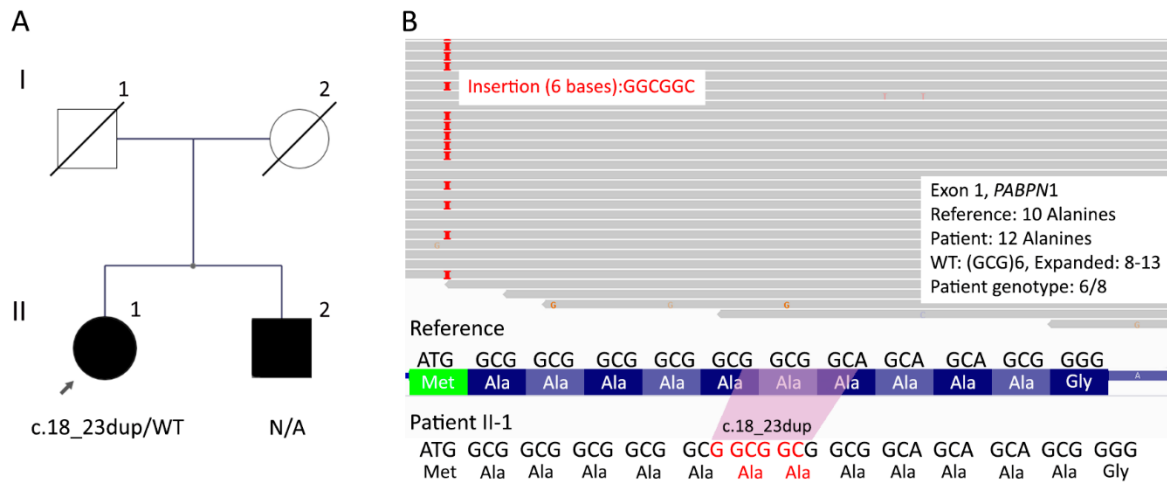 A
I
1
2
II
1
2
c.18_23dup/WT
N/A
B
Insertion (6 bases):GGCGGC
Exon 1, PABPN1
Reference: 10 Alanines
Patient: 12 Alanines
WT: (GCG)6, Expanded: 8-13
Patient genotype: 6/8
G
G
G
G
G
Reference
ATG GCG GCG GCG GCG GCG GCG GCA GCA GCA GCG GGG
Met Ala Ala Ala Ala Ala Ala Ala Ala Ala Ala Gly
A
Patient II-1
c.18_23dup
ATG GCG GCG GCG GCG GCG GCG GCG GCG GCA GCA GCA GCG GGG
Met Ala Ala Ala Ala Ala Ala Ala Ala Ala Ala Ala Ala Gly